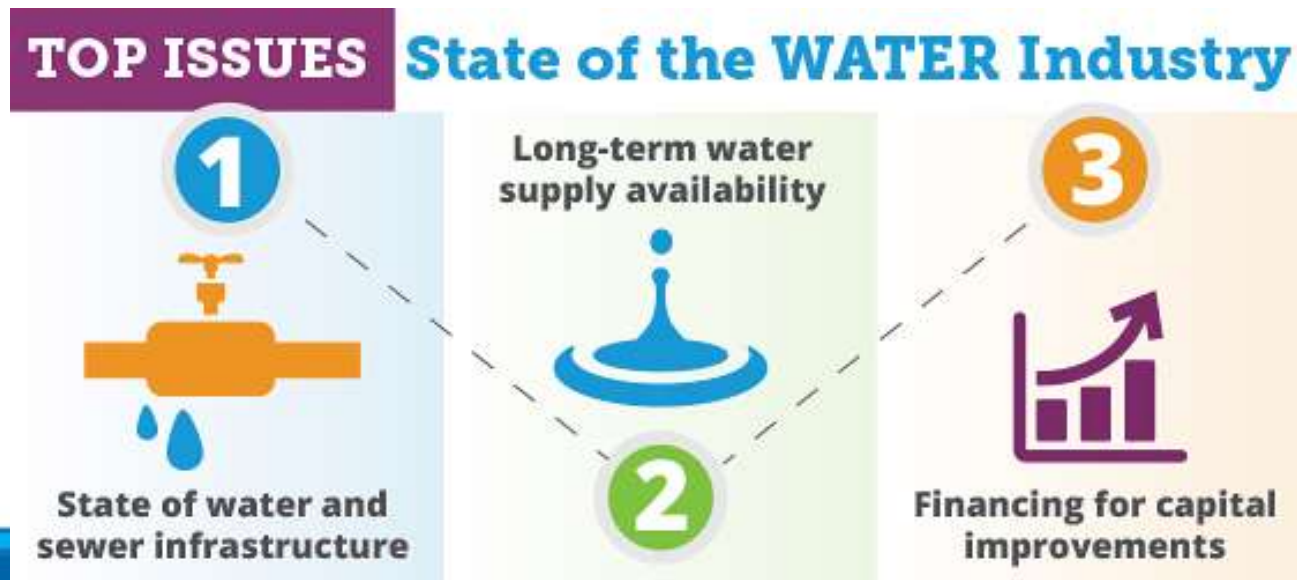 TOP ISSUES State of the WATER Industry
1
State of water and
sewer infrastructure
Long-term water
supply availability
2
3
Financing for capital
improvements